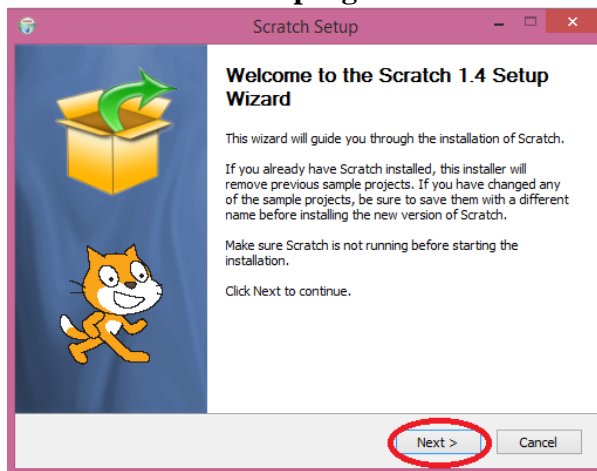 Scratch Setup
Welcome to the Scratch 1.4 Setup
Wizard
This wizard will guide you through the installation of Scratch.
If you already have Scratch installed, this installer will
remove previous sample projects. If you have changed any
of the sample projects, be sure to save them with a different
name before installing the new version of Scratch.
Make sure Scratch is not running before starting the
installation.
Click Next to continue.
Next >
Cancel